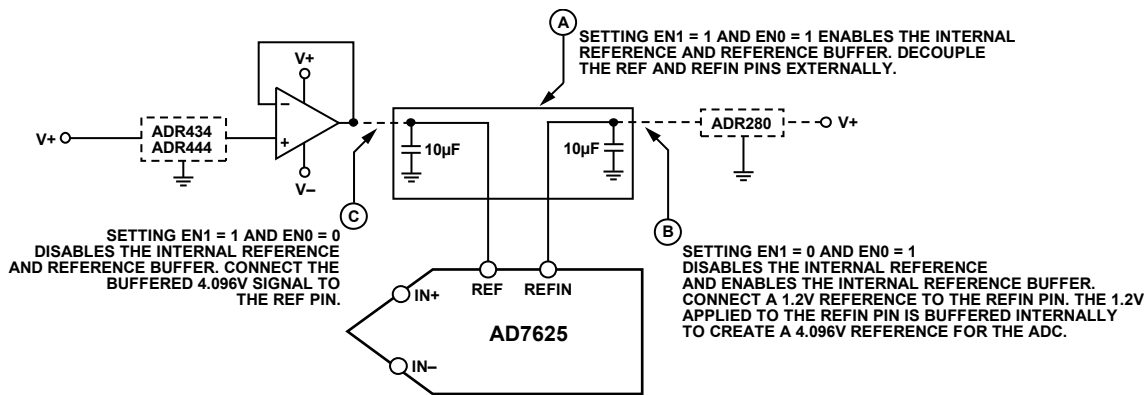 A
SETTING EN1 = 1 AND EN0 = 1 ENABLES THE INTERNAL
REFERENCE AND REFERENCE BUFFER. DECOUPLE
THE REF AND REFIN PINS EXTERNALLY.
V+
V+
ADR434
ADR444
–
+
V–
10µF
10µF
ADR280
V+
C
B
SETTING EN1 = 1 AND EN0 = 0
DISABLES THE INTERNAL REFERENCE
AND REFERENCE BUFFER. CONNECT THE
BUFFERED 4.096V SIGNAL TO
THE REF PIN.
SETTING EN1 = 0 AND EN0 = 1
DISABLES THE INTERNAL REFERENCE
AND ENABLES THE INTERNAL REFERENCE BUFFER.
CONNECT A 1.2V REFERENCE TO THE REFIN PIN. THE 1.2V
APPLIED TO THE REFIN PIN IS BUFFERED INTERNALLY
TO CREATE A 4.096V REFERENCE FOR THE ADC.
REF
REFIN
IN+
AD7625
IN–